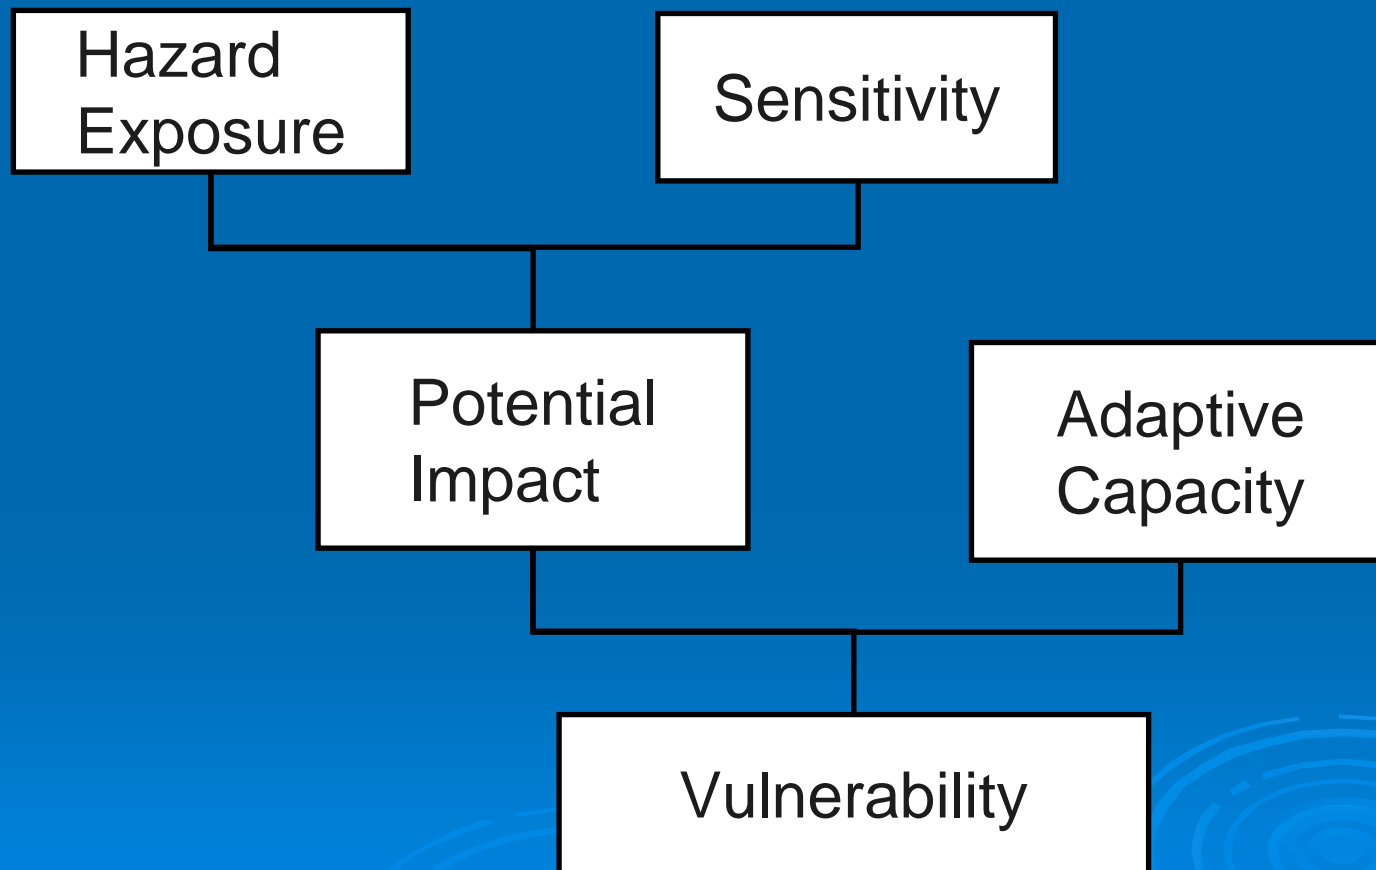 Hazard
Exposure
Sensitivity
Potential
Impact
Adaptive
Capacity
Vulnerability